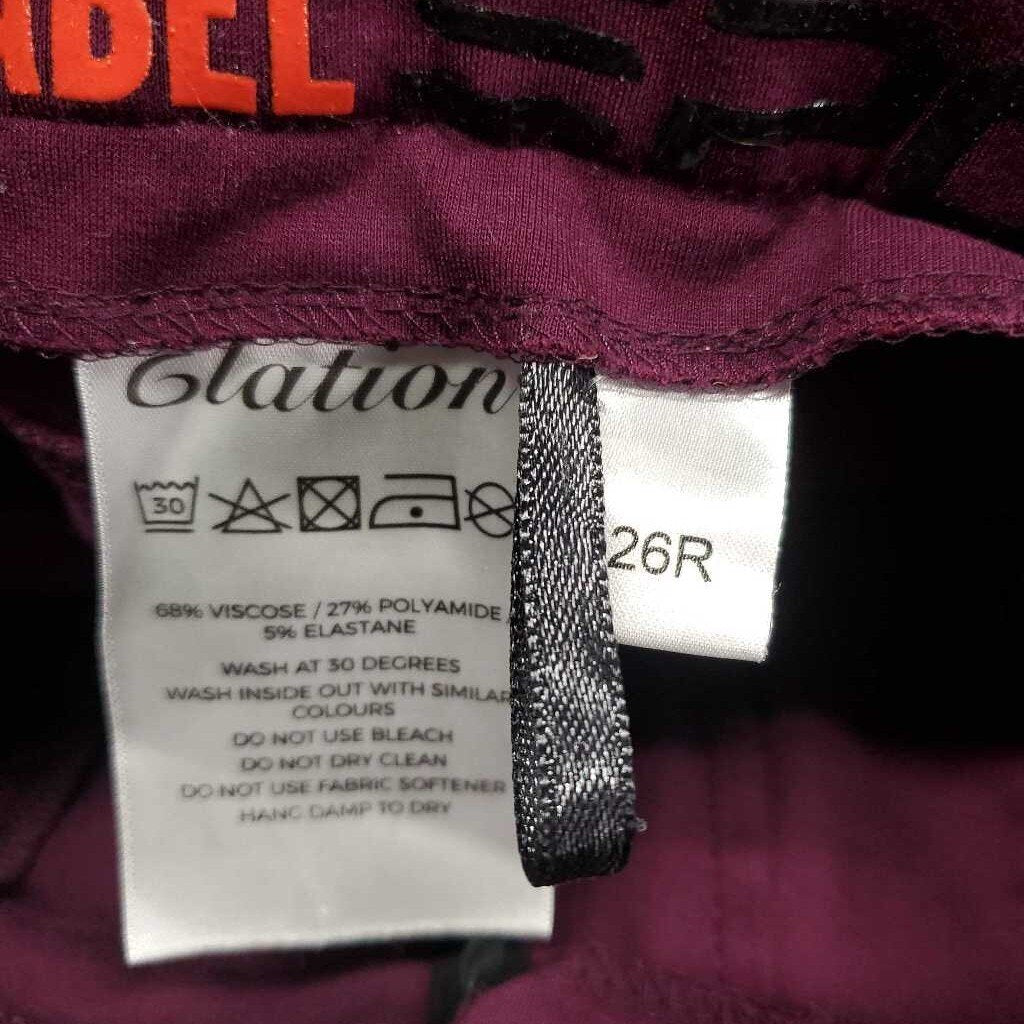 ABEL
Elation
30
26R
68% VISCOSE / 27% POLYAMIDE /
5% ELASTANE
WASH AT 30 DEGREES
WASH INSIDE OUT WITH SIMILAR
COLOURS
DO NOT USE BLEACH
DO NOT DRY CLEAN
DO NOT USE FABRIC SOFTENER
HANG DAMP TO DRY